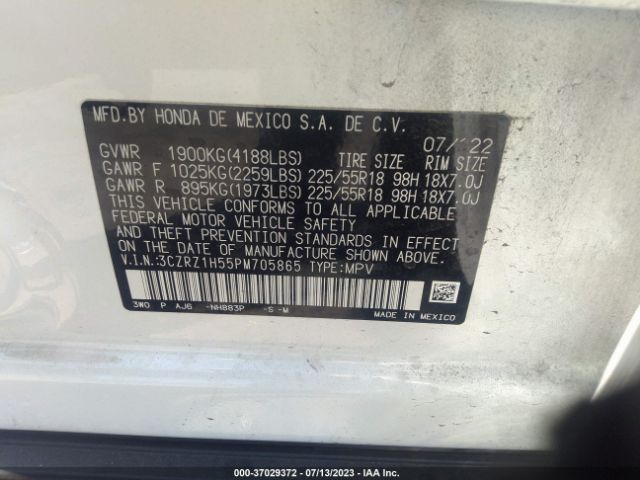 MFD.BY HONDA DE MEXICO S.A. DE C.V.
07/22
GVWR 1900KG(4188LBS) TIRE SIZE RIM SIZE
GAWR F 1025KG(2259LBS) 225/55R18 98H 18X7.0J
GAWR R 895KG(1973LBS) 225/55R18 98H 18X7.0J
THIS VEHICLE CONFORMS TO ALL APPLICABLE
FEDERAL MOTOR VEHICLE SAFETY
AND THEFT PREVENTION STANDARDS IN EFFECT
ON THE DATE OF MANUFACTURE SHOWN ABOVE.
V.I.N.:3CZRZ1H55PM705865 TYPE:MPV
3W0 P AJ6 -NH883P -S -M
MADE IN MEXICO
000-37029372 / 07/13/2023 / IAA Inc.